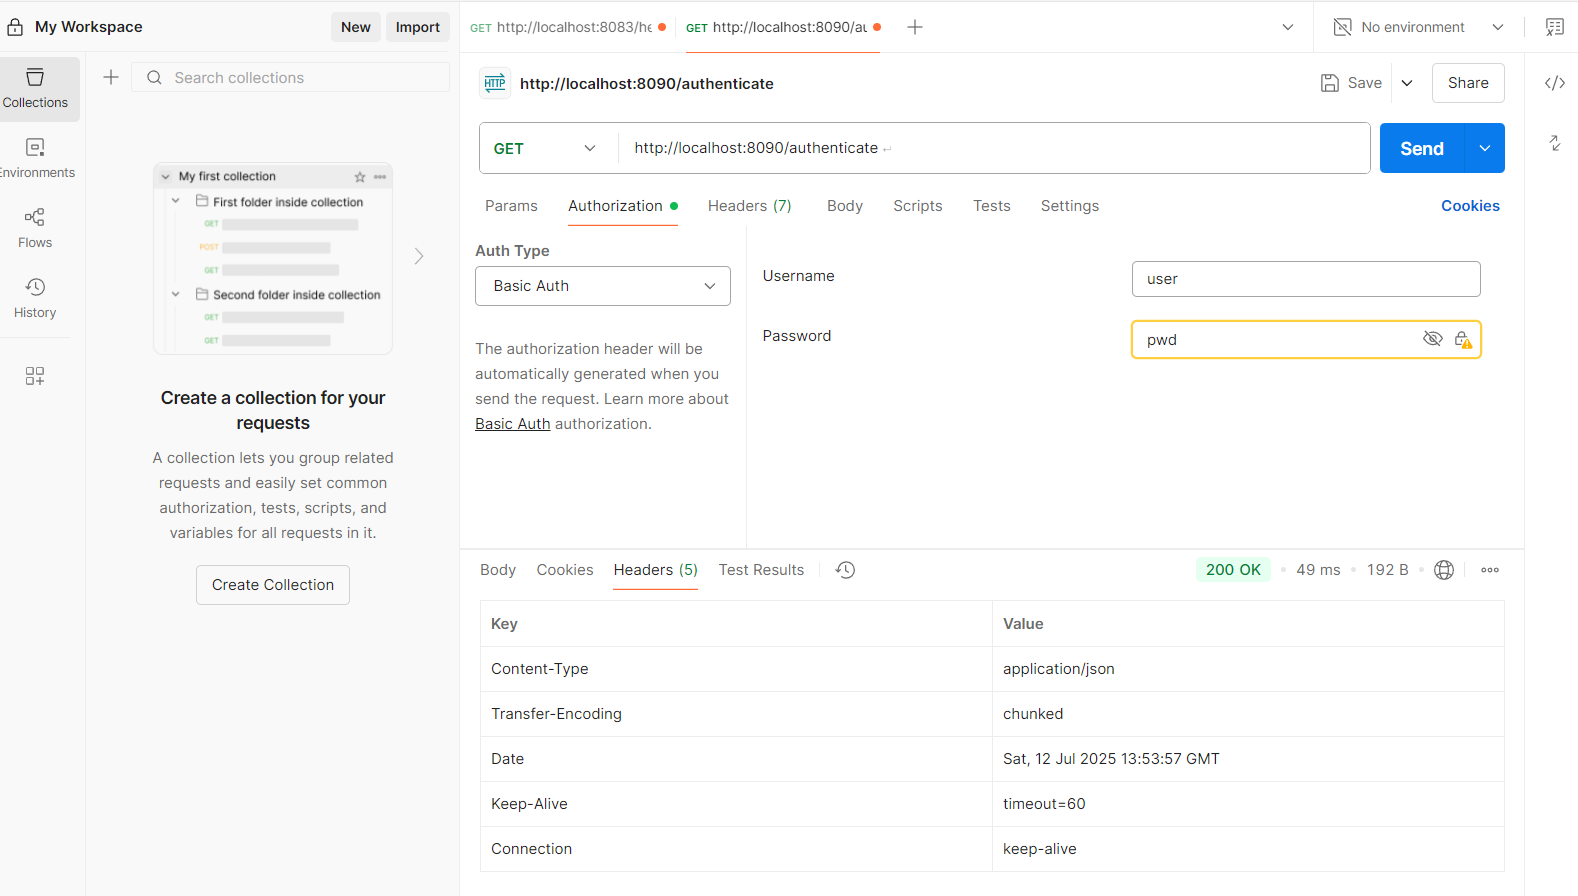 My Workspace
New
Import
GET http://localhost:8083/he
GET http://localhost:8090/au
No environment
Collections
Environments
Flows
History
Search collections
My first collection
First folder inside collection
GET
POST
GET
Second folder inside collection
GET
GET
Create a collection for your
requests
A collection lets you group related
requests and easily set common
authorization, tests, scripts, and
variables for all requests in it.
Create Collection
HTTP
http://localhost:8090/authenticate
Save
Share
GET
http://localhost:8090/authenticate
Send
Params
Authorization
Headers (7)
Body
Scripts
Tests
Settings
Cookies
Auth Type
Basic Auth
The authorization header will be
automatically generated when you
send the request. Learn more about
Basic Auth authorization.
Username
user
Password
pwd
Body
Cookies
Headers (5)
Test Results
200 OK
49 ms
192 B
Key Value
Content-Type application/json
Transfer-Encoding chunked
Date Sat, 12 Jul 2025 13:53:57 GMT
Keep-Alive timeout=60
Connection keep-alive